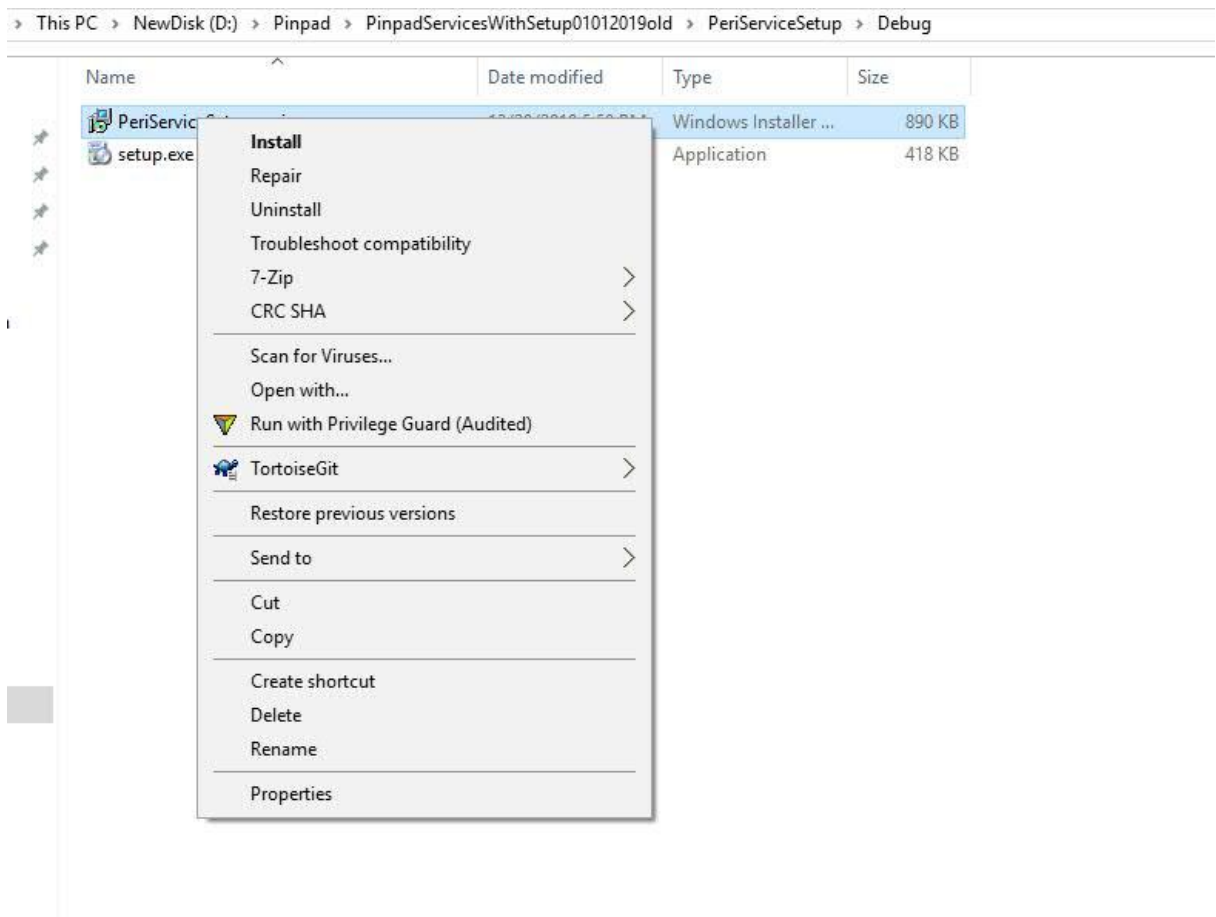 This PC > NewDisk (D:) > Pinpad > PinpadServicesWithSetup01012019old > PeriServiceSetup > Debug
Name Date modified Type Size
PeriServic Windows Installer ... 890 KB
setup.exe Application 418 KB
Install
Repair
Uninstall
Troubleshoot compatibility
7-Zip
CRC SHA
Scan for Viruses...
Open with...
Run with Privilege Guard (Audited)
TortoiseGit
Restore previous versions
Send to
Cut
Copy
Create shortcut
Delete
Rename
Properties